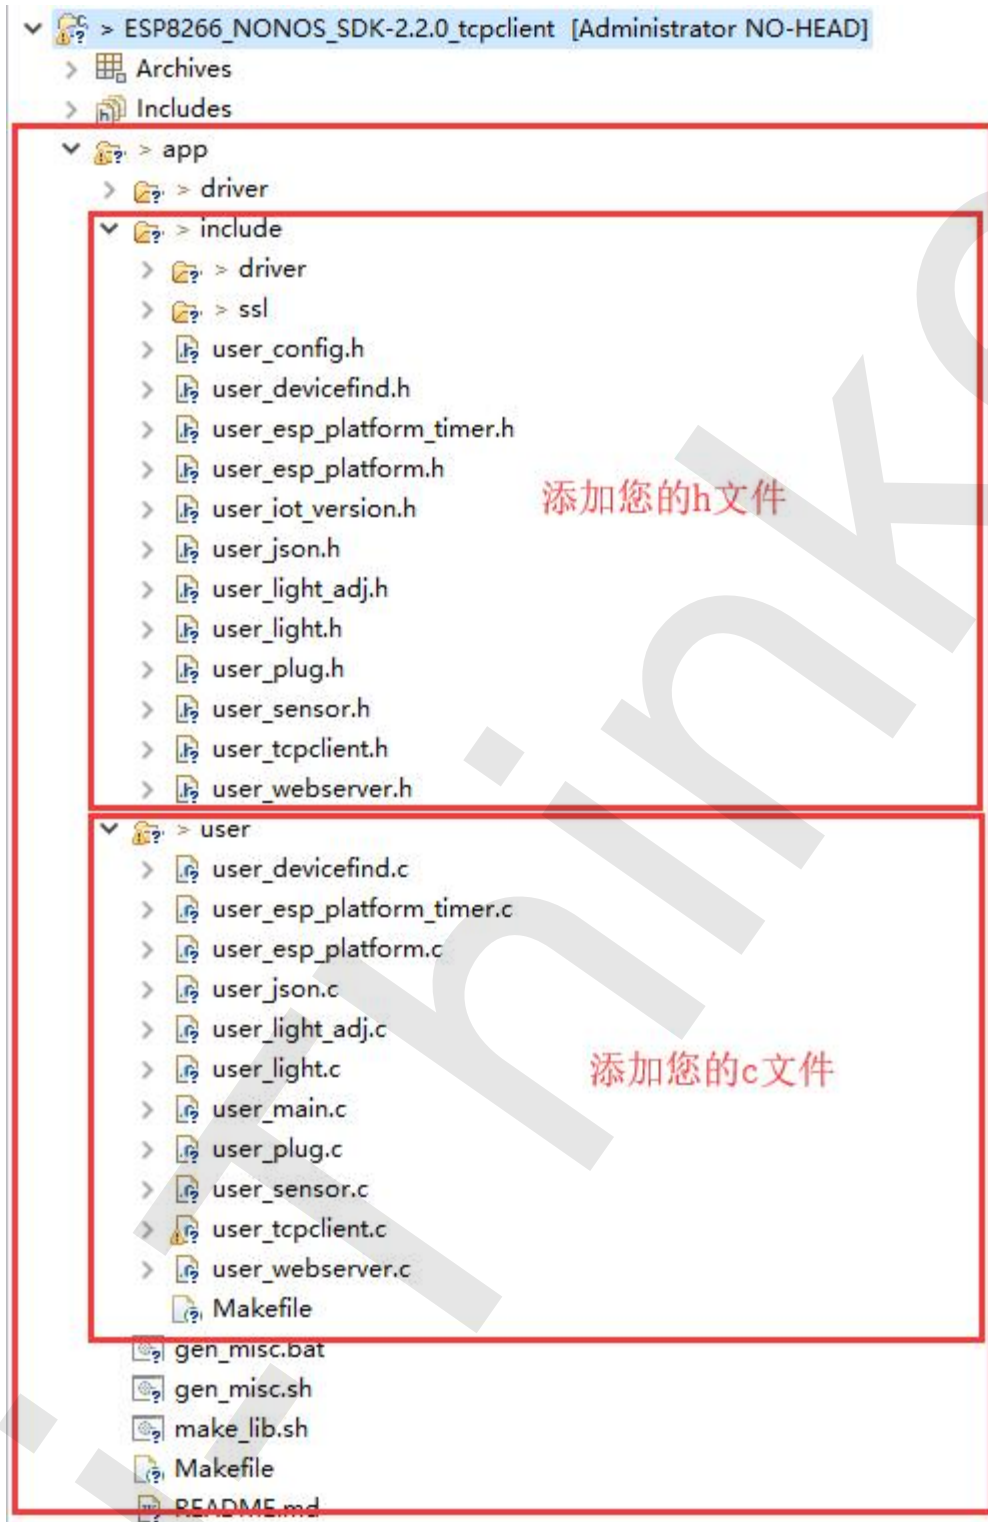 > ESP8266_NONOS_SDK-2.2.0_tcpclient [Administrator NO-HEAD]
Archives
Includes
> app
> driver
> include
> driver
> ssl
user_config.h
user_devicefind.h
user_esp_platform_timer.h
user_esp_platform.h
user_iot_version.h
添加您的h文件
user_json.h
user_light_adj.h
user_light.h
user_plug.h
user_sensor.h
user_tcpclient.h
user_webserver.h
> user
user_devicefind.c
user_esp_platform_timer.c
user_esp_platform.c
user_json.c
user_light_adj.c
user_light.c
添加您的c文件
user_main.c
user_plug.c
user_sensor.c
user_tcpclient.c
user_webserver.c
Makefile
gen_misc.bat
gen_misc.sh
make_lib.sh
Makefile
README.md